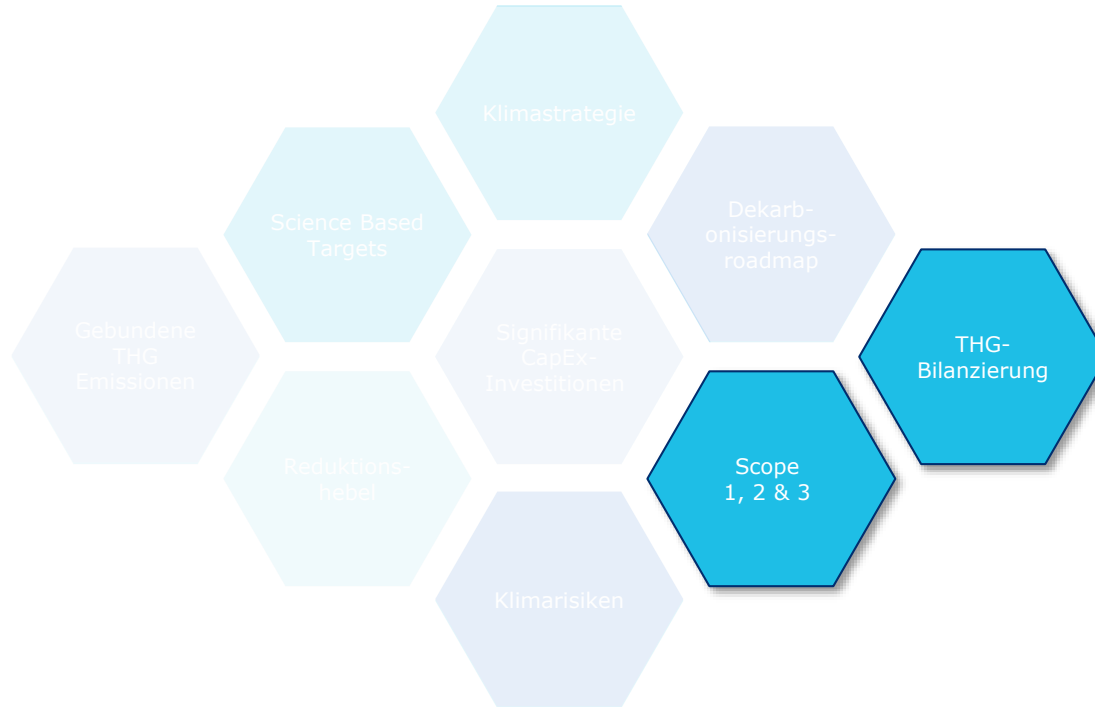 Klimastrategie
Science Based
Targets
Dekarb-
onisierungs-
roadmap
Gebundene
THG
Emissionen
Signifikante
CapEx-
Investitionen
THG-
Bilanzierung
Reduktions-
hebel
Scope
1, 2 & 3
Klimarisiken